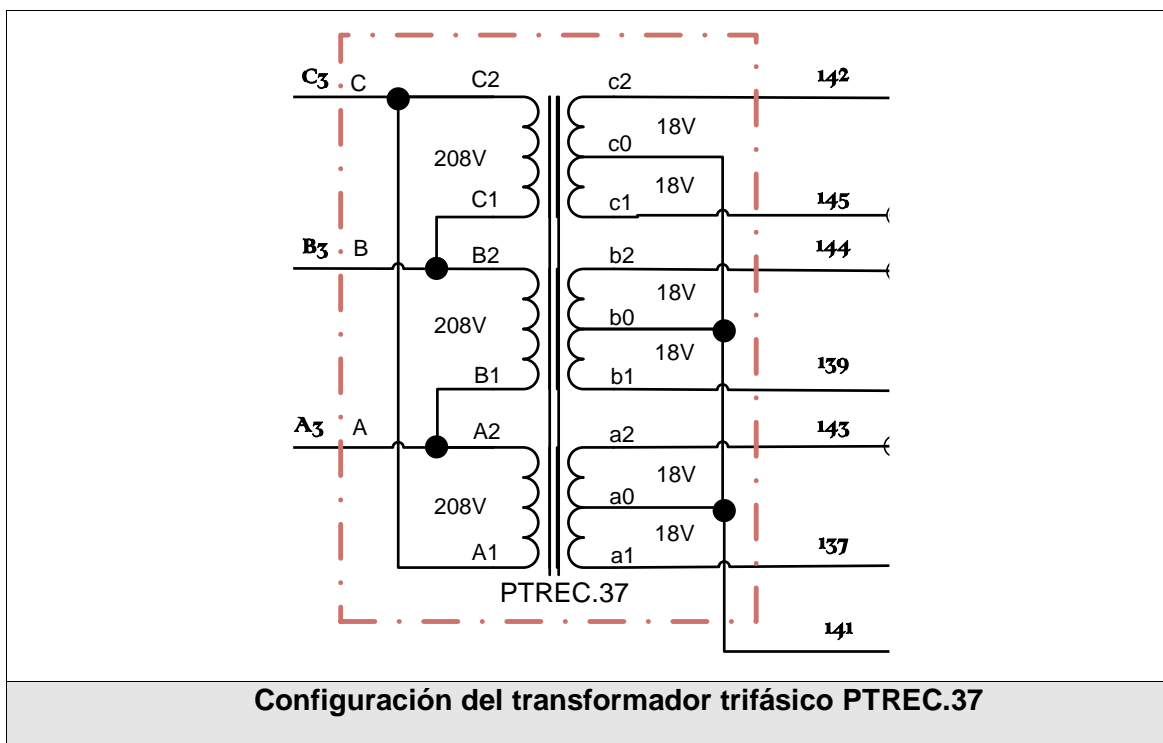 C3 C C2 c2 142
18V
c0
208V
18V
C1 c1 145
B3 B B2 b2 144
18V
b0
208V
18V
B1 b1 139
A3 A A2 a2 143
18V
a0
208V
18V
A1 a1 137
PTREC.37
141
Configuración del transformador trifásico PTREC.37